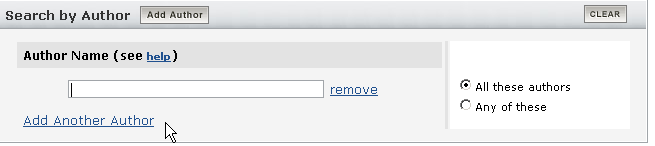 Search by Author Add Author CLEAR
Author Name (see help)
remove
All these authors
Any of these
Add Another Author